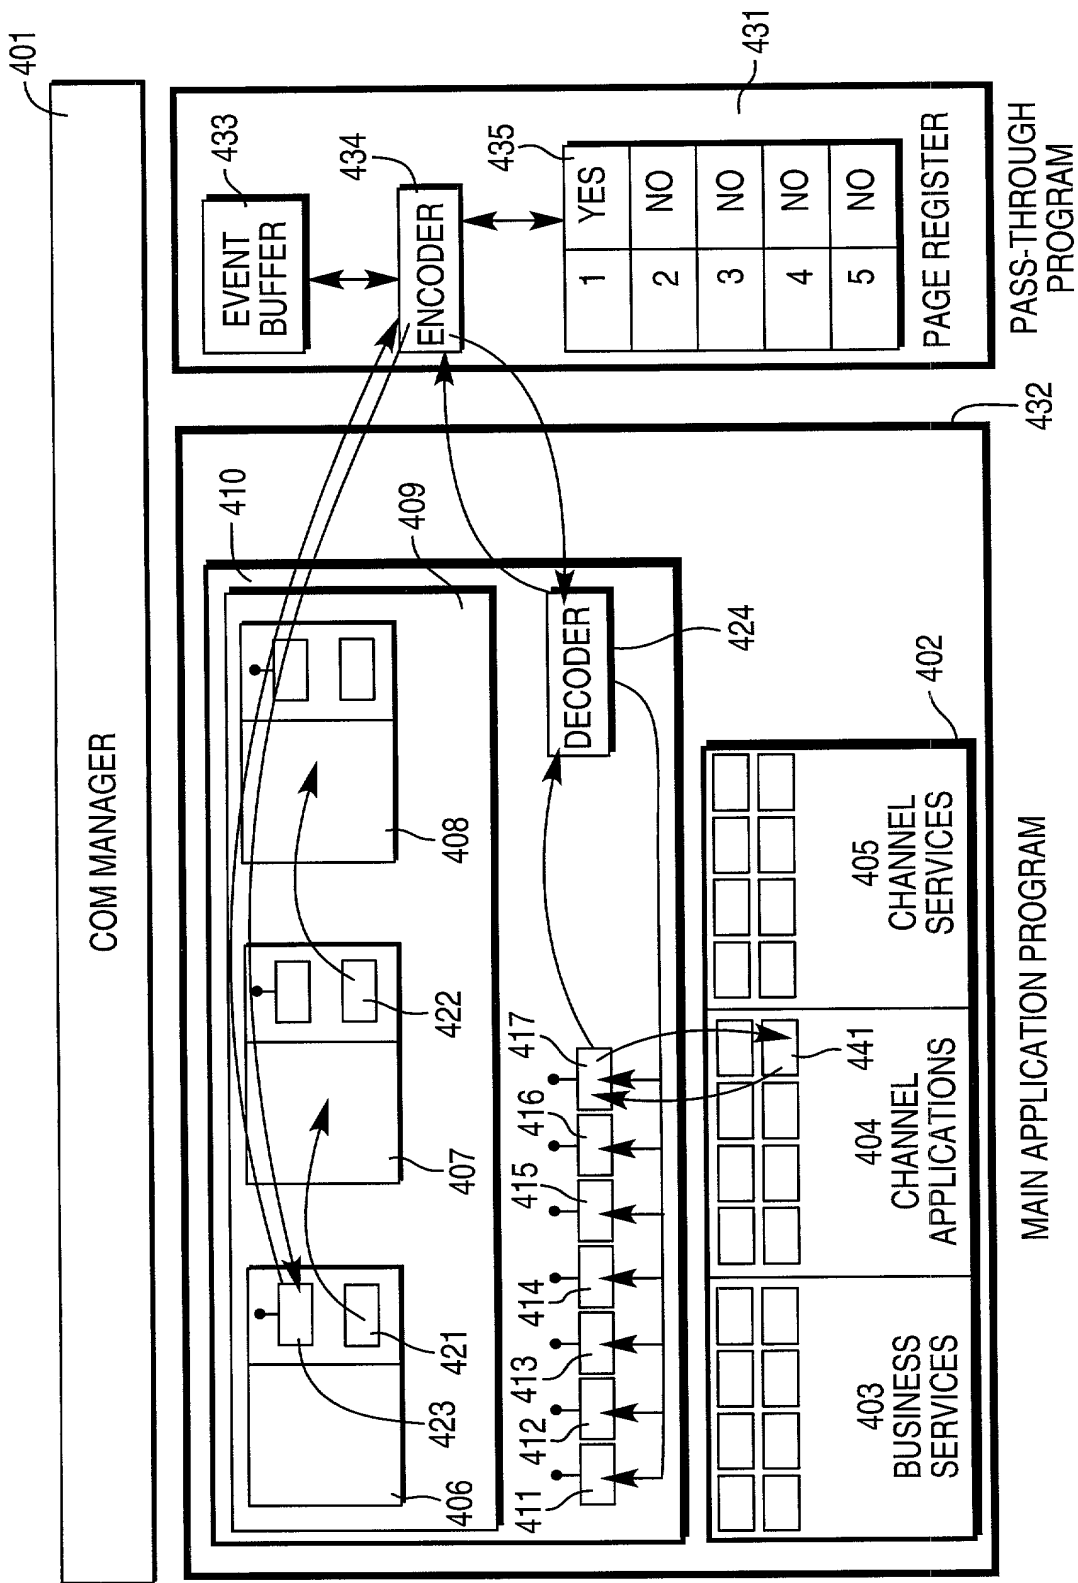 401
COM MANAGER
410
409
406
423
421
407
422
408
411
412
413
414
415
416
417
DECODER
424
441
402
403
BUSINESS
SERVICES
404
CHANNEL
APPLICATIONS
405
CHANNEL
SERVICES
432
MAIN APPLICATION PROGRAM
EVENT
BUFFER
433
ENCODER
434
435
1 YES
2 NO
3 NO
4 NO
5 NO
PAGE REGISTER
431
PASS-THROUGH
PROGRAM